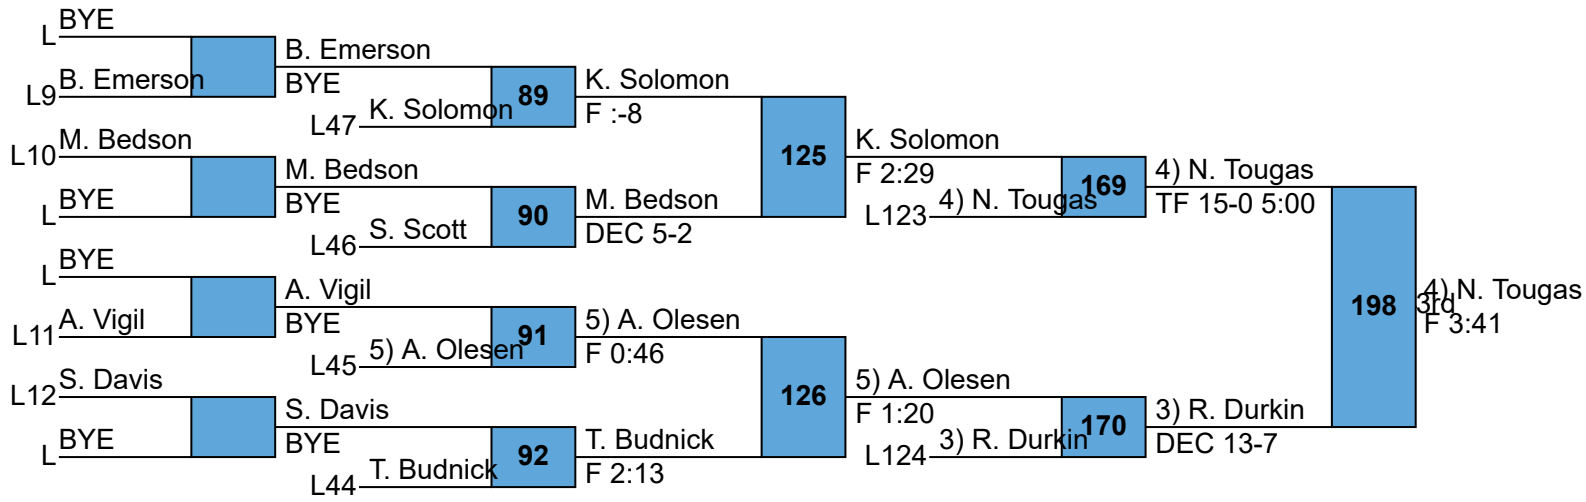 BYE
L
B. Emerson
L9
B. Emerson
BYE
K. Solomon
L47
89
K. Solomon
F :-8
M. Bedson
L10
BYE
L
M. Bedson
BYE
S. Scott
L46
90
M. Bedson
DEC 5-2
125
K. Solomon
F 2:29
4) N. Tougas
L123
169
4) N. Tougas
TF 15-0 5:00
BYE
L
A. Vigil
L11
A. Vigil
BYE
5) A. Olesen
L45
91
5) A. Olesen
F 0:46
S. Davis
L12
BYE
L
S. Davis
BYE
T. Budnick
L44
92
T. Budnick
F 2:13
126
5) A. Olesen
F 1:20
3) R. Durkin
L124
170
3) R. Durkin
DEC 13-7
198
4) N. Tougas
3rd
F 3:41